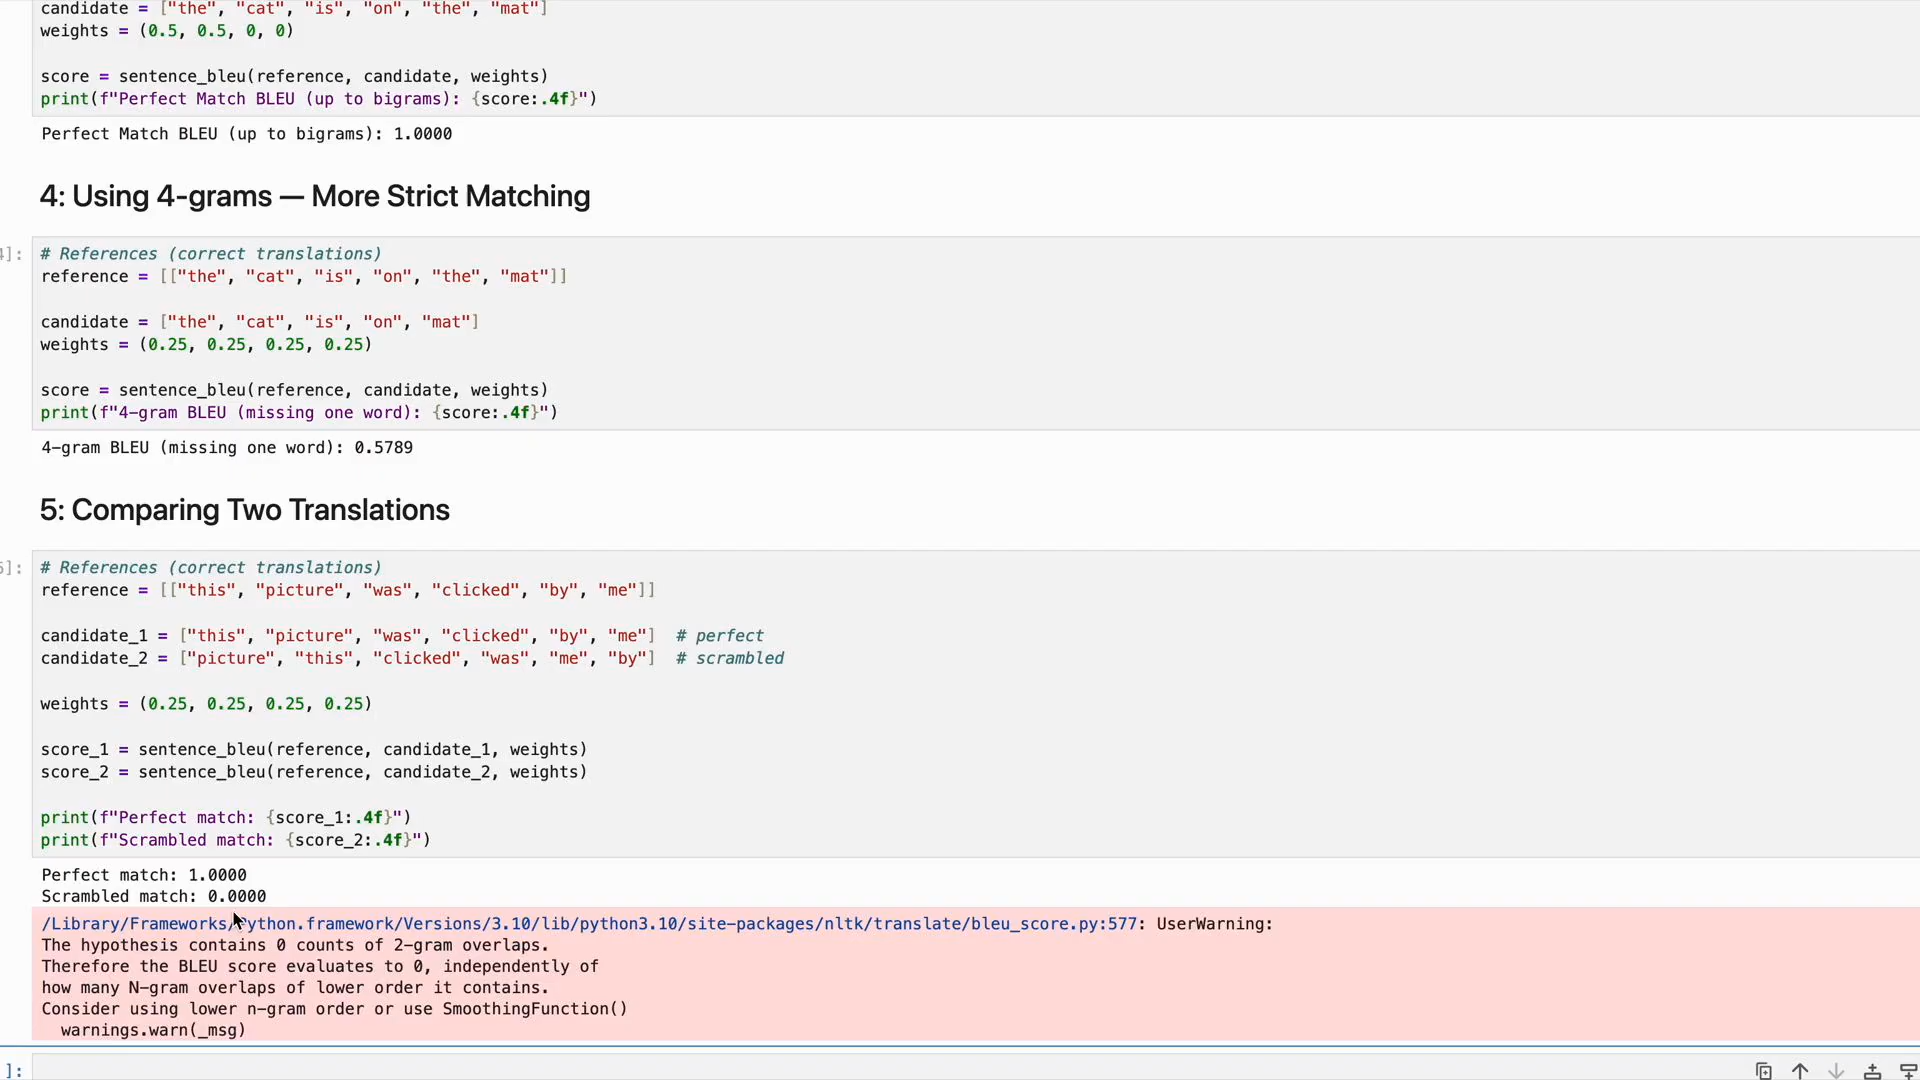 candidate = ["the", "cat", "is", "on", "the", "mat"]
weights = (0.5, 0.5, 0, 0)
score = sentence_bleu(reference, candidate, weights)
print(f"Perfect Match BLEU (up to bigrams): {score:.4f}")
Perfect Match BLEU (up to bigrams): 1.0000
4: Using 4-grams — More Strict Matching
]:
# References (correct translations)
reference = [["the", "cat", "is", "on", "the", "mat"]]
candidate = ["the", "cat", "is", "on", "mat"]
weights = (0.25, 0.25, 0.25, 0.25)
score = sentence_bleu(reference, candidate, weights)
print(f"4-gram BLEU (missing one word): {score:.4f}")
4-gram BLEU (missing one word): 0.5789
5: Comparing Two Translations
]:
# References (correct translations)
reference = [["this", "picture", "was", "clicked", "by", "me"]]
candidate_1 = ["this", "picture", "was", "clicked", "by", "me"]  # perfect
candidate_2 = ["picture", "this", "clicked", "was", "me", "by"]  # scrambled
weights = (0.25, 0.25, 0.25, 0.25)
score_1 = sentence_bleu(reference, candidate_1, weights)
score_2 = sentence_bleu(reference, candidate_2, weights)
print(f"Perfect match: {score_1:.4f}")
print(f"Scrambled match: {score_2:.4f}")
Perfect match: 1.0000
Scrambled match: 0.0000
/Library/Frameworks/Python.framework/Versions/3.10/lib/python3.10/site-packages/nltk/translate/bleu_score.py:577: UserWarning:
The hypothesis contains 0 counts of 2-gram overlaps.
Therefore the BLEU score evaluates to 0, independently of
how many N-gram overlaps of lower order it contains.
Consider using lower n-gram order or use SmoothingFunction()
  warnings.warn(_msg)
]: